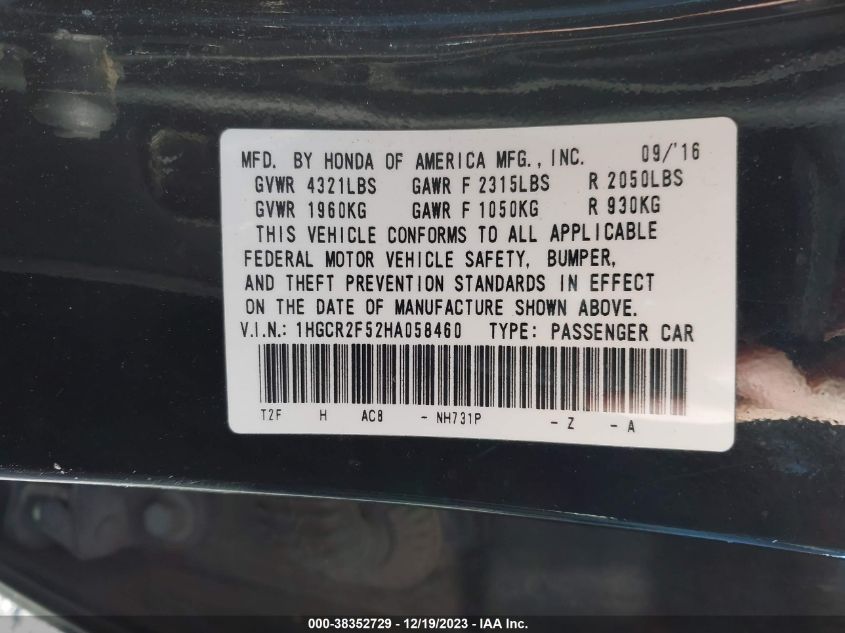 MFD. BY HONDA OF AMERICA MFG., INC. 09/'16
GVWR 4321LBS GAWR F 2315LBS R 2050LBS
GVWR 1960KG GAWR F 1050KG R 930KG
THIS VEHICLE CONFORMS TO ALL APPLICABLE
FEDERAL MOTOR VEHICLE SAFETY, BUMPER,
AND THEFT PREVENTION STANDARDS IN EFFECT
ON THE DATE OF MANUFACTURE SHOWN ABOVE.
V.I.N.: 1HGCR2F52HA058460 TYPE: PASSENGER CAR
T2F H AC8 - NH731P - Z - A
000-38352729 - 12/19/2023 - IAA Inc.